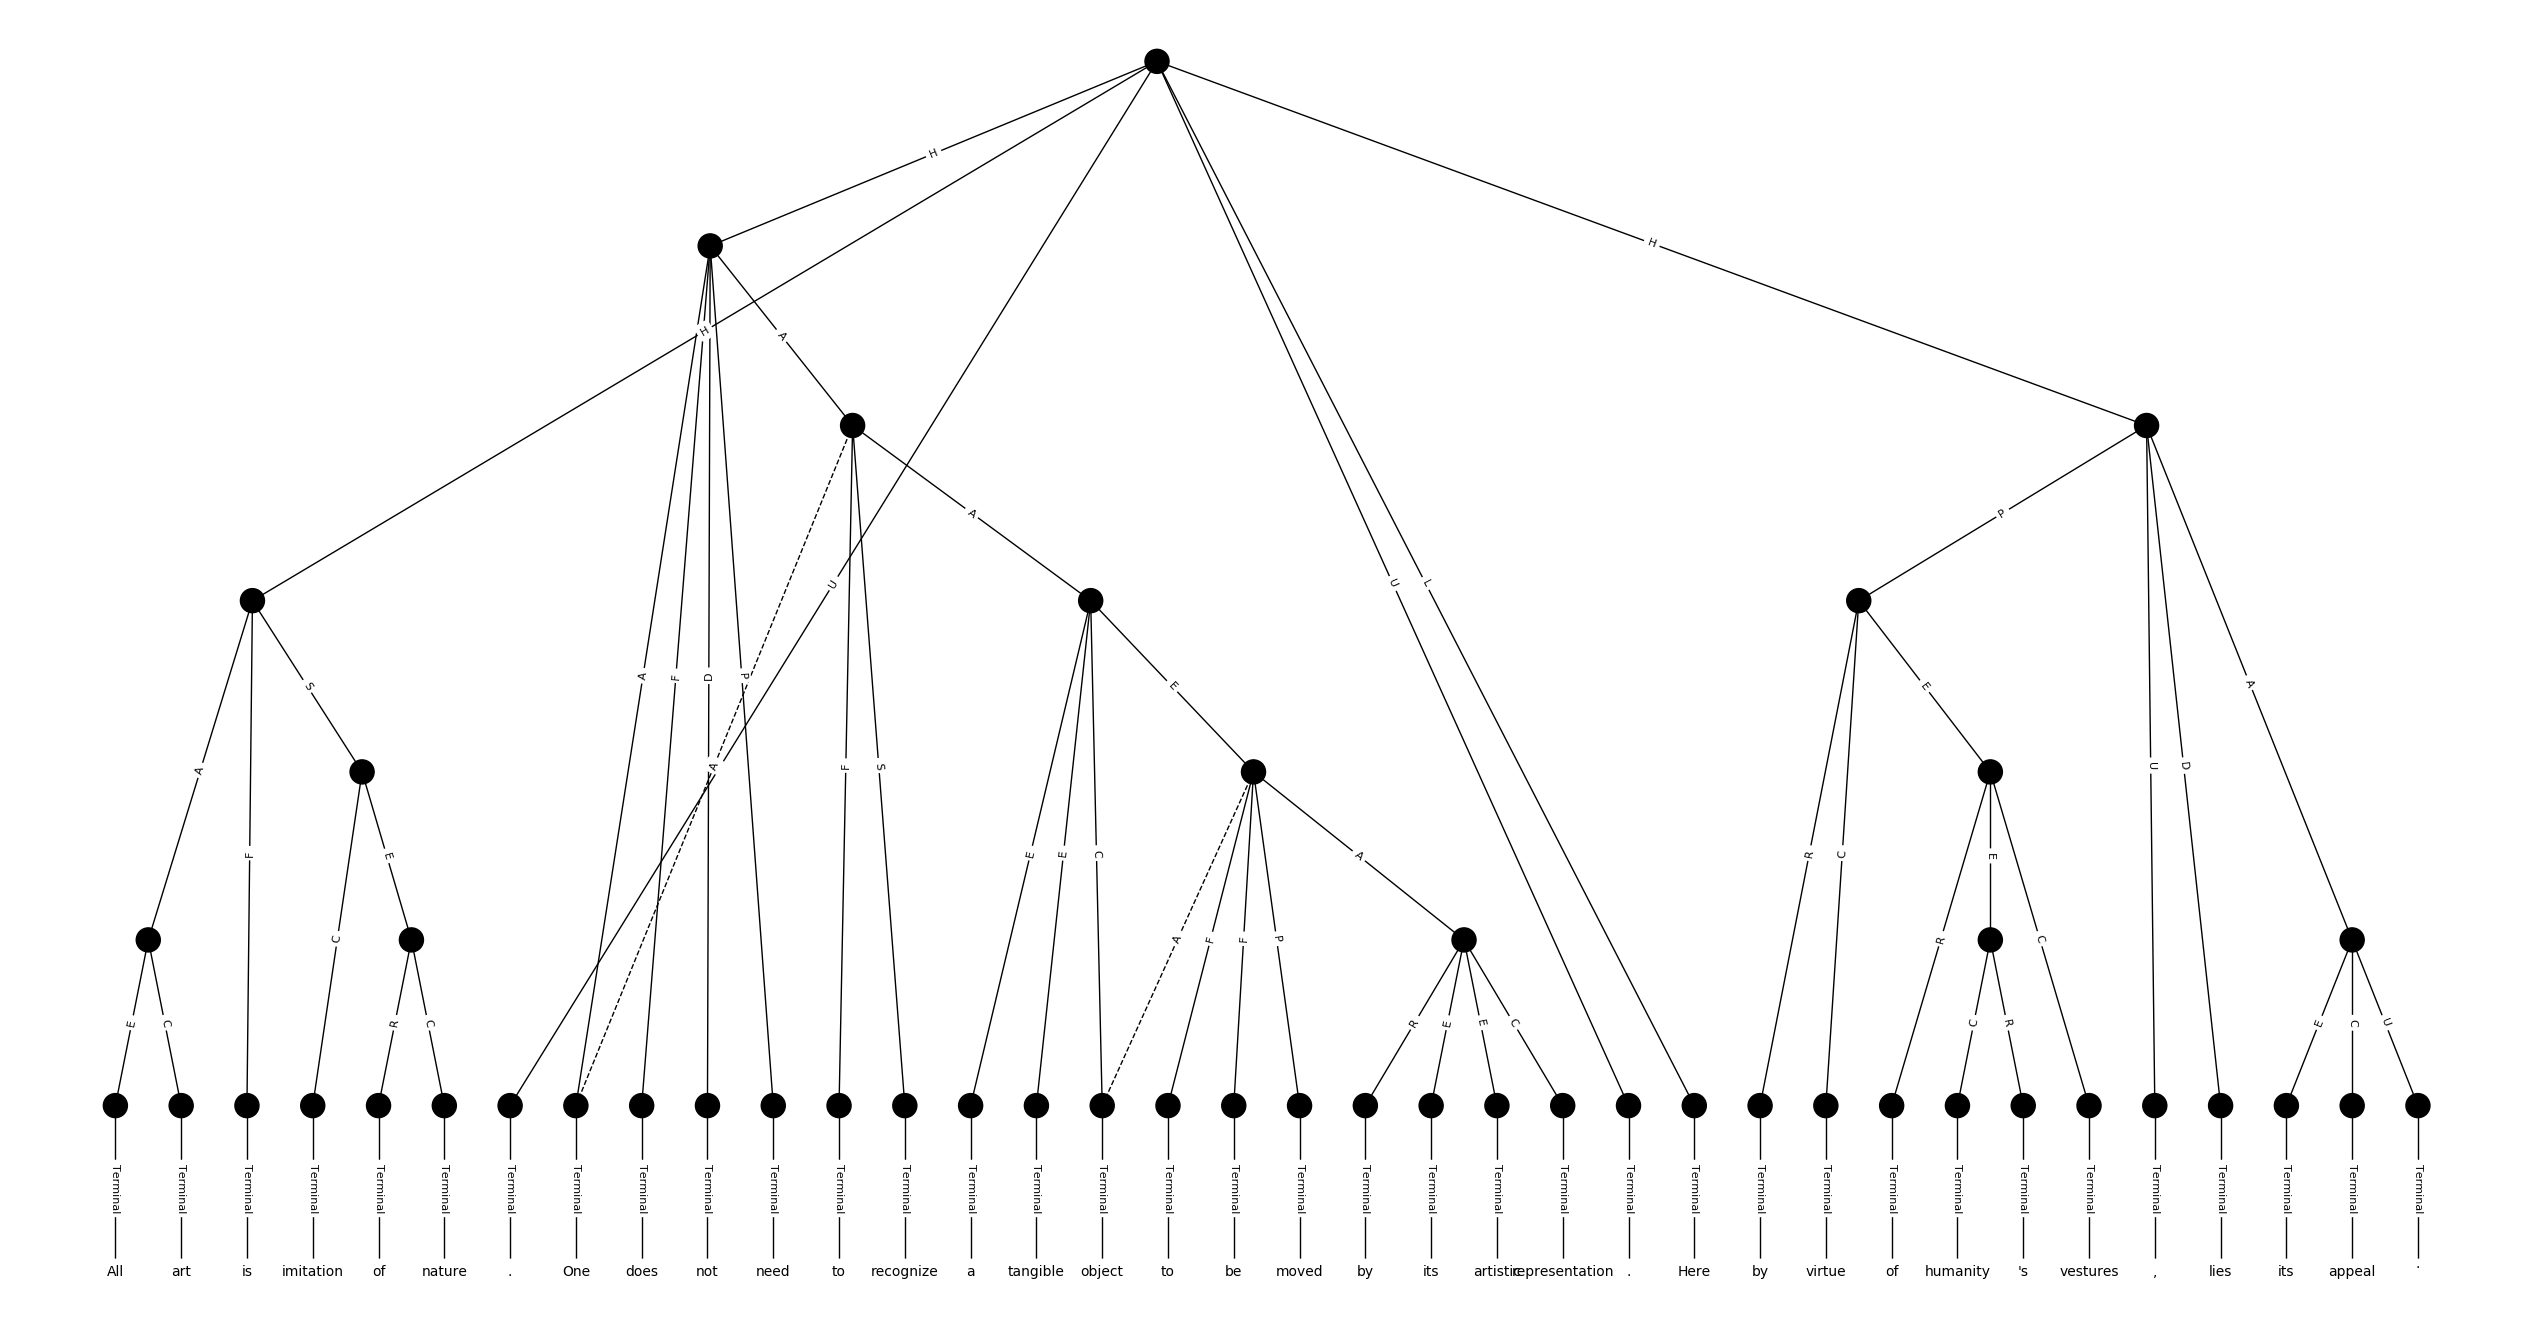 H
H
H
A
A
P
U
U
L
A
F
D
P
S
E
E
A
F
S
U
D
A
A
F
E
E
C
A
R
C
E
C
E
C
A
F
F
P
R
C
E
C
R
C
R
E
E
C
C
R
E
C
U
Terminal Terminal Terminal Terminal Terminal Terminal Terminal Terminal Terminal Terminal Terminal Terminal Terminal Terminal Terminal Terminal Terminal Terminal Terminal Terminal Terminal Terminal Terminal Terminal Terminal Terminal Terminal Terminal Terminal Terminal Terminal Terminal Terminal Terminal Terminal Terminal
All art is imitation of nature . One does not need to recognize a tangible object to be moved by its artistic representation . Here by virtue of humanity 's vestures , lies its appeal .